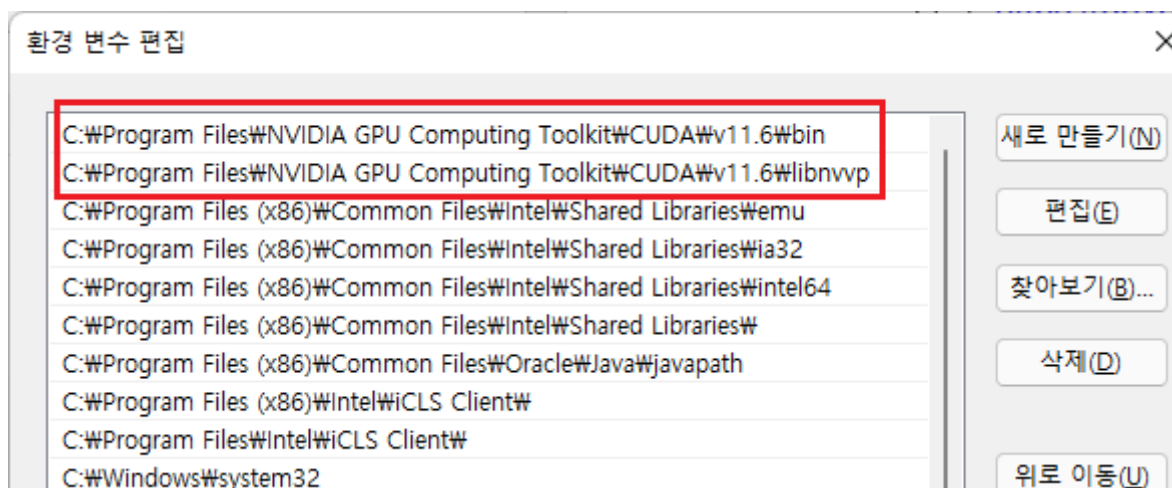 환경 변수 편집
C:₩Program Files₩NVIDIA GPU Computing Toolkit₩CUDA₩v11.6₩bin
새로 만들기(N)
C:₩Program Files₩NVIDIA GPU Computing Toolkit₩CUDA₩v11.6₩libnvvp
C:₩Program Files (x86)₩Common Files₩Intel₩Shared Libraries₩emu
편집(E)
C:₩Program Files (x86)₩Common Files₩Intel₩Shared Libraries₩ia32
C:₩Program Files (x86)₩Common Files₩Intel₩Shared Libraries₩intel64
찾아보기(B)...
C:₩Program Files (x86)₩Common Files₩Intel₩Shared Libraries₩
C:₩Program Files (x86)₩Common Files₩Oracle₩Java₩javapath
삭제(D)
C:₩Program Files (x86)₩Intel₩iCLS Client₩
C:₩Program Files₩Intel₩iCLS Client₩
C:₩Windows₩system32
위로 이동(U)